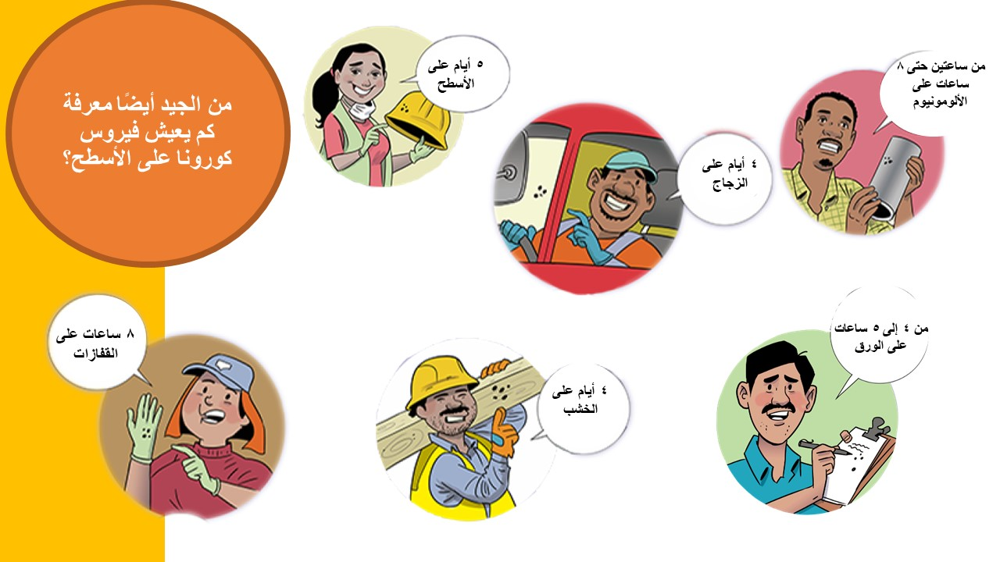 من الجيد أيضًا معرفة
كم يعيش فيروس
كورونا على الأسطح؟
٥ أيام على
الأسطح
٤ أيام على
الزجاج
من ساعتين حتى ٨
ساعات على
الألومونيوم
٨ ساعات على
القفازات
٤ أيام على
الخشب
من ٤ إلى ٥ ساعات
على الورق